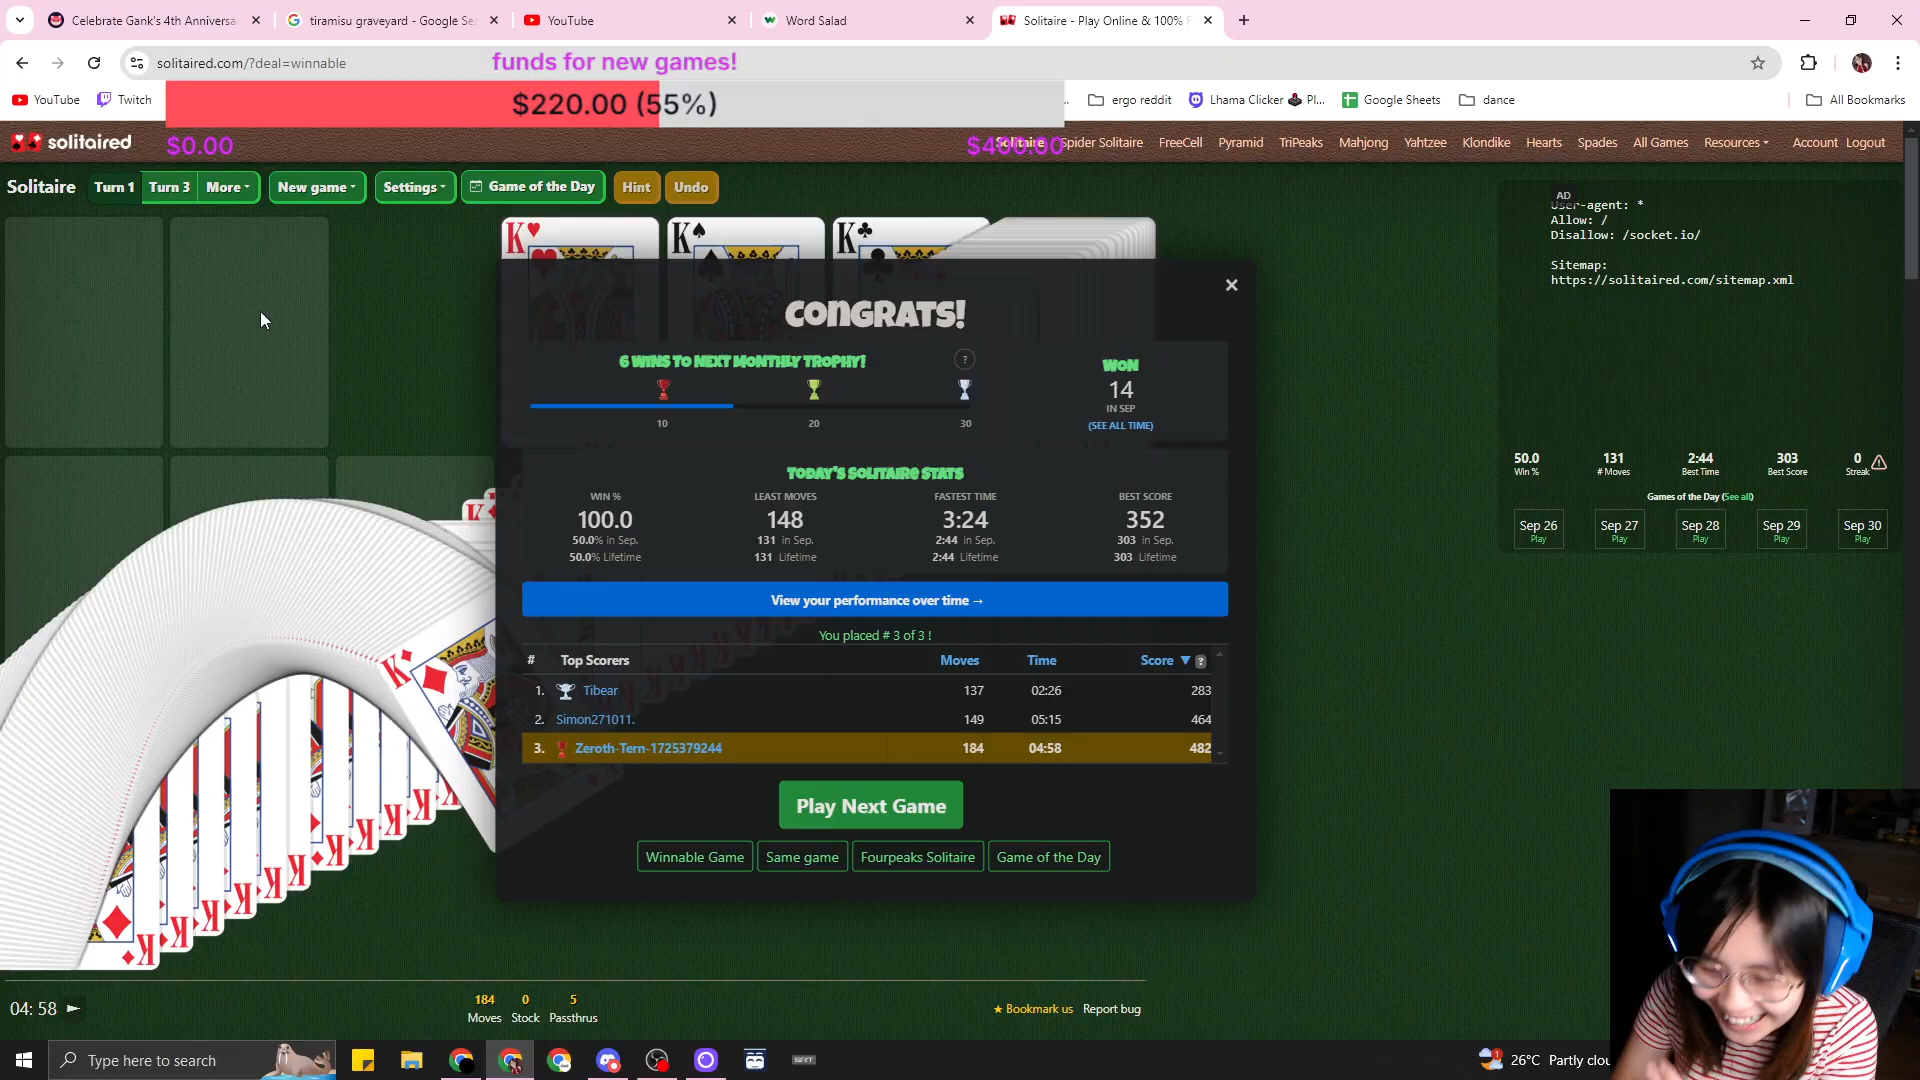 Celebrate Gank's 4th Anniversa
tiramisu graveyard - Google Se
YouTube
Word Salad
Solitaire - Play Online & 100% F
solitaired.com/?deal=winnable
funds for new games!
YouTube
Twitch
$220.00 (55%)
ergo reddit
Lhama Clicker
Pl...
Google Sheets
dance
All Bookmarks
solitaired
$0.00
$400.00
Solitaire
Spider Solitaire
FreeCell
Pyramid
TriPeaks
Mahjong
Yahtzee
Klondike
Hearts
Spades
All Games
Resources
Account
Logout
Solitaire
Turn 1
Turn 3
More
New game
Settings
Game of the Day
Hint
Undo
AD
User-agent: *
Allow: /
Disallow: /socket.io/
Sitemap:
https://solitaired.com/sitemap.xml
K
K
K
CONGRATS!
6 WINS TO NEXT MONTHLY TROPHY!
?
10
20
30
WON
14
IN SEP
(SEE ALL TIME)
TODAY'S SOLITAIRE STATS
WIN %
LEAST MOVES
FASTEST TIME
BEST SCORE
100.0
148
3:24
352
50.0% in Sep.
131 in Sep.
2:44 in Sep.
303 in Sep.
50.0% Lifetime
131 Lifetime
2:44 Lifetime
303 Lifetime
View your performance over time →
You placed # 3 of 3 !
# Top Scorers Moves Time Score ▼ ?
1. Tibear 137 02:26 283
2. Simon271011. 149 05:15 464
3. Zeroth-Tern-1725379244 184 04:58 482
Play Next Game
Winnable Game
Same game
Fourpeaks Solitaire
Game of the Day
50.0
131
2:44
303
0
Win %
# Moves
Best Time
Best Score
Streak
Games of the Day (See all)
Sep 26
Sep 27
Sep 28
Sep 29
Sep 30
Play
Play
Play
Play
Play
04: 58
184
0
5
Moves
Stock
Passthrus
★ Bookmark us
Report bug
Type here to search
26°C Partly clou